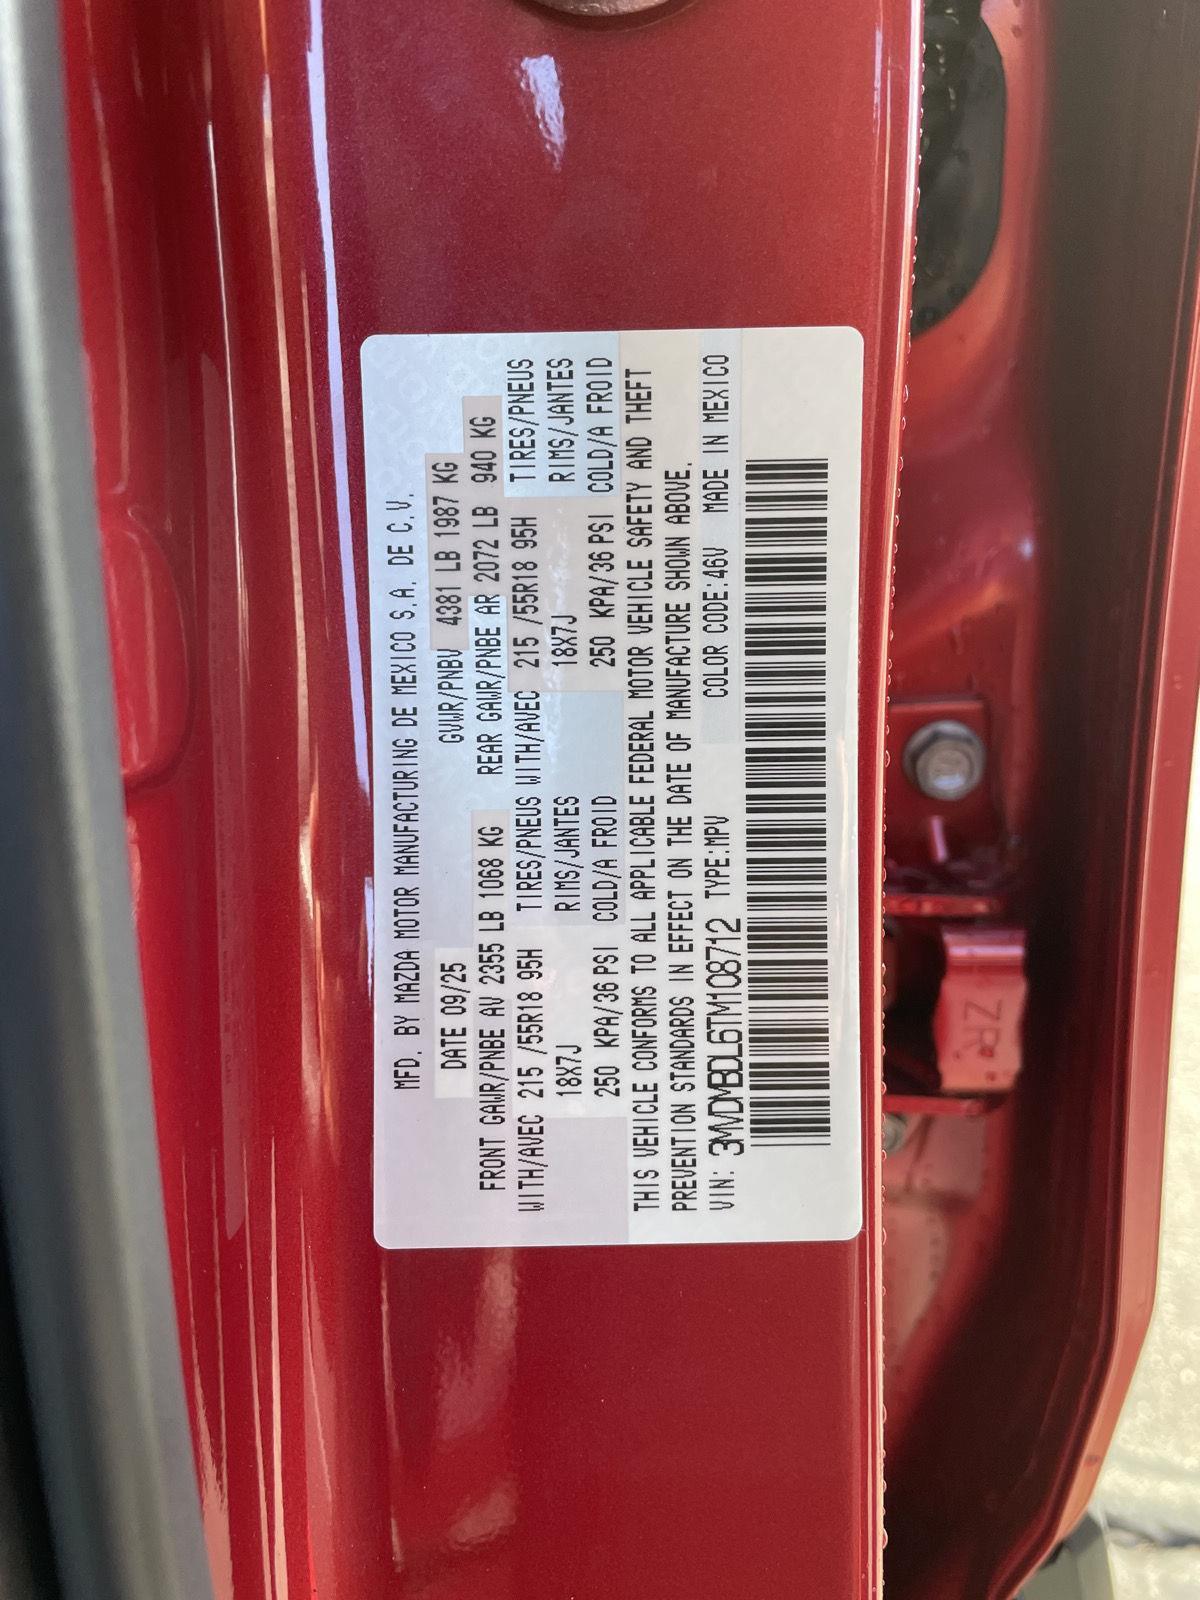 MFD. BY MAZDA MOTOR MANUFACTURING DE MEXICO S.A. DE C.V.
DATE 09/25 GVWR/PNBV 4381 LB 1987 KG
FRONT GAWR/PNBE AV 2355 LB 1068 KG REAR GAWR/PNBE AR 2072 LB 940 KG
WITH/AVEC 215 /55R18 95H TIRES/PNEUS WITH/AVEC 215 /55R18 95H TIRES/PNEUS
18X7J RIMS/JANTES 18X7J RIMS/JANTES
250 KPA/36 PSI COLD/A FROID 250 KPA/36 PSI COLD/A FROID
THIS VEHICLE CONFORMS TO ALL APPLICABLE FEDERAL MOTOR VEHICLE SAFETY AND THEFT
PREVENTION STANDARDS IN EFFECT ON THE DATE OF MANUFACTURE SHOWN ABOVE.
VIN: 3MVDMBDL6TM108712 TYPE:MPV COLOR CODE:46V MADE IN MEXICO
ZR